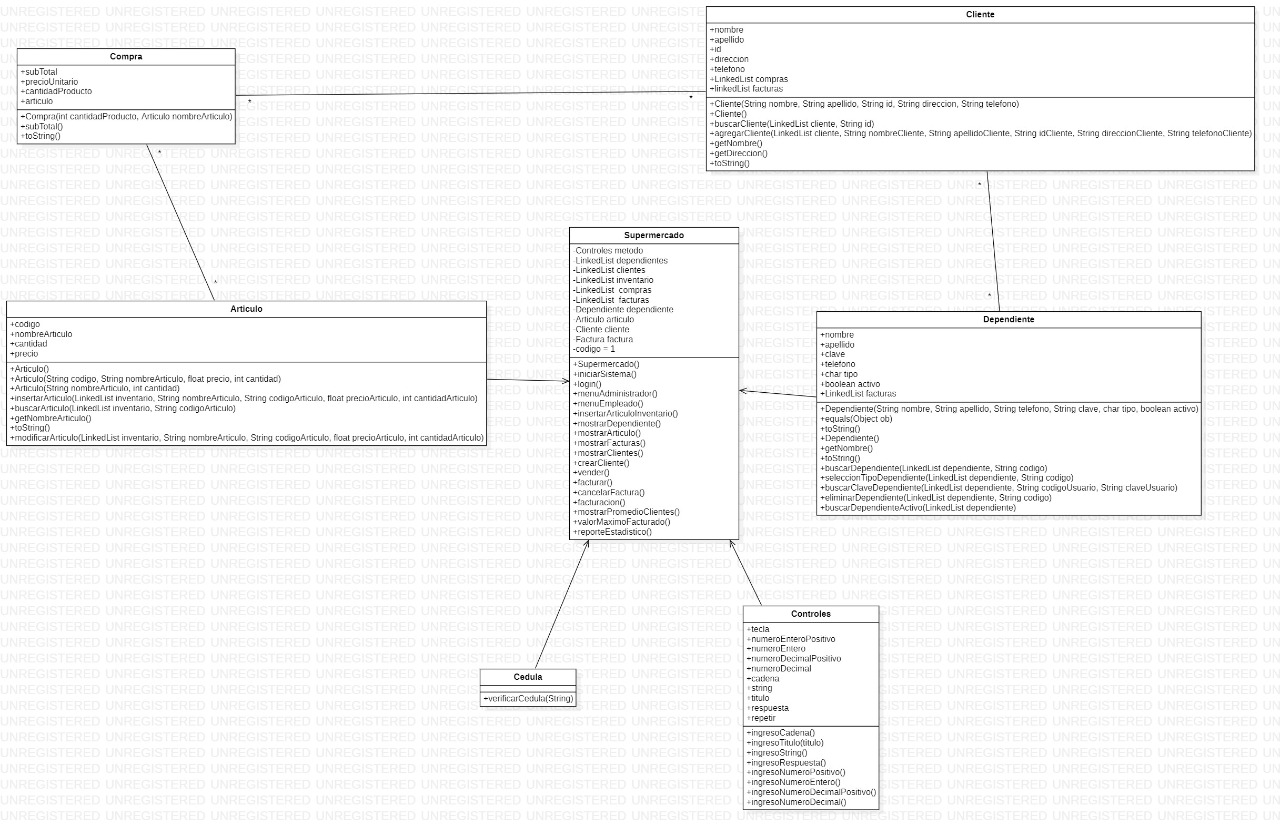 Compra
+subTotal
+precioUnitario
+cantidadProducto
+articulo
+Compra(int cantidadProducto, Articulo nombreArticulo)
+subTotal()
+toString()
*
*
*
*
Cliente
+nombre
+apellido
+id
+direccion
+telefono
+LinkedList compras
+linkedList facturas
+Cliente(String nombre, String apellido, String id, String direccion, String telefono)
+Cliente()
+buscarCliente(LinkedList cliente, String id)
+agregarCliente(LinkedList cliente, String nombreCliente, String apellidoCliente, String idCliente, String direccionCliente, String telefonoCliente)
+getNombre()
+getDireccion()
+toString()
*
*
Supermercado
-Controles metodo
-LinkedList dependientes
-LinkedList clientes
-LinkedList inventario
-LinkedList compras
-LinkedList facturas
-Dependiente dependiente
-Articulo articulo
-Cliente cliente
-Factura factura
-codigo = 1
+Supermercado()
+iniciarSistema()
+login()
+menuAdministrador()
+menuEmpleado()
+insertarArticuloInventario()
+mostrarDependiente()
+mostrarArticulo()
+mostrarFacturas()
+mostrarClientes()
+crearCliente()
+vender()
+facturar()
+cancelarFactura()
+facturacion()
+mostrarPromedioClientes()
+valorMaximoFacturado()
+reporteEstadistico()
Articulo
+codigo
+nombreArticulo
+cantidad
+precio
+Articulo()
+Articulo(String codigo, String nombreArticulo, float precio, int cantidad)
+Articulo(String nombreArticulo, int cantidad)
+insertarArticulo(LinkedList inventario, String nombreArticulo, String codigoArticulo, float precioArticulo, int cantidadArticulo)
+buscarArticulo(LinkedList inventario, String codigoArticulo)
+getNombreArticulo()
+toString()
+modificarArticulo(LinkedList inventario, String nombreArticulo, String codigoArticulo, float precioArticulo, int cantidadArticulo)
Dependiente
+nombre
+apellido
+clave
+telefono
+char tipo
+boolean activo
+LinkedList facturas
+Dependiente(String nombre, String apellido, String telefono, String clave, char tipo, boolean activo)
+equals(Object ob)
+toString()
+Dependiente()
+getNombre()
+toString()
+buscarDependiente(LinkedList dependiente, String codigo)
+seleccionTipoDependiente(LinkedList dependiente, String codigo)
+buscarClaveDependiente(LinkedList dependiente, String codigoUsuario, String claveUsuario)
+eliminarDependiente(LinkedList dependiente, String codigo)
+buscarDependienteActivo(LinkedList dependiente)
Cedula
+verificarCedula(String)
Controles
+tecla
+numeroEnteroPositivo
+numeroEntero
+numeroDecimalPositivo
+numeroDecimal
+cadena
+string
+titulo
+respuesta
+repetir
+ingresoCadena()
+ingresoTitulo(titulo)
+ingresoString()
+ingresoRespuesta()
+ingresoNumeroPositivo()
+ingresoNumeroEntero()
+ingresoNumeroDecimalPositivo()
+ingresoNumeroDecimal()
UNREGISTERED